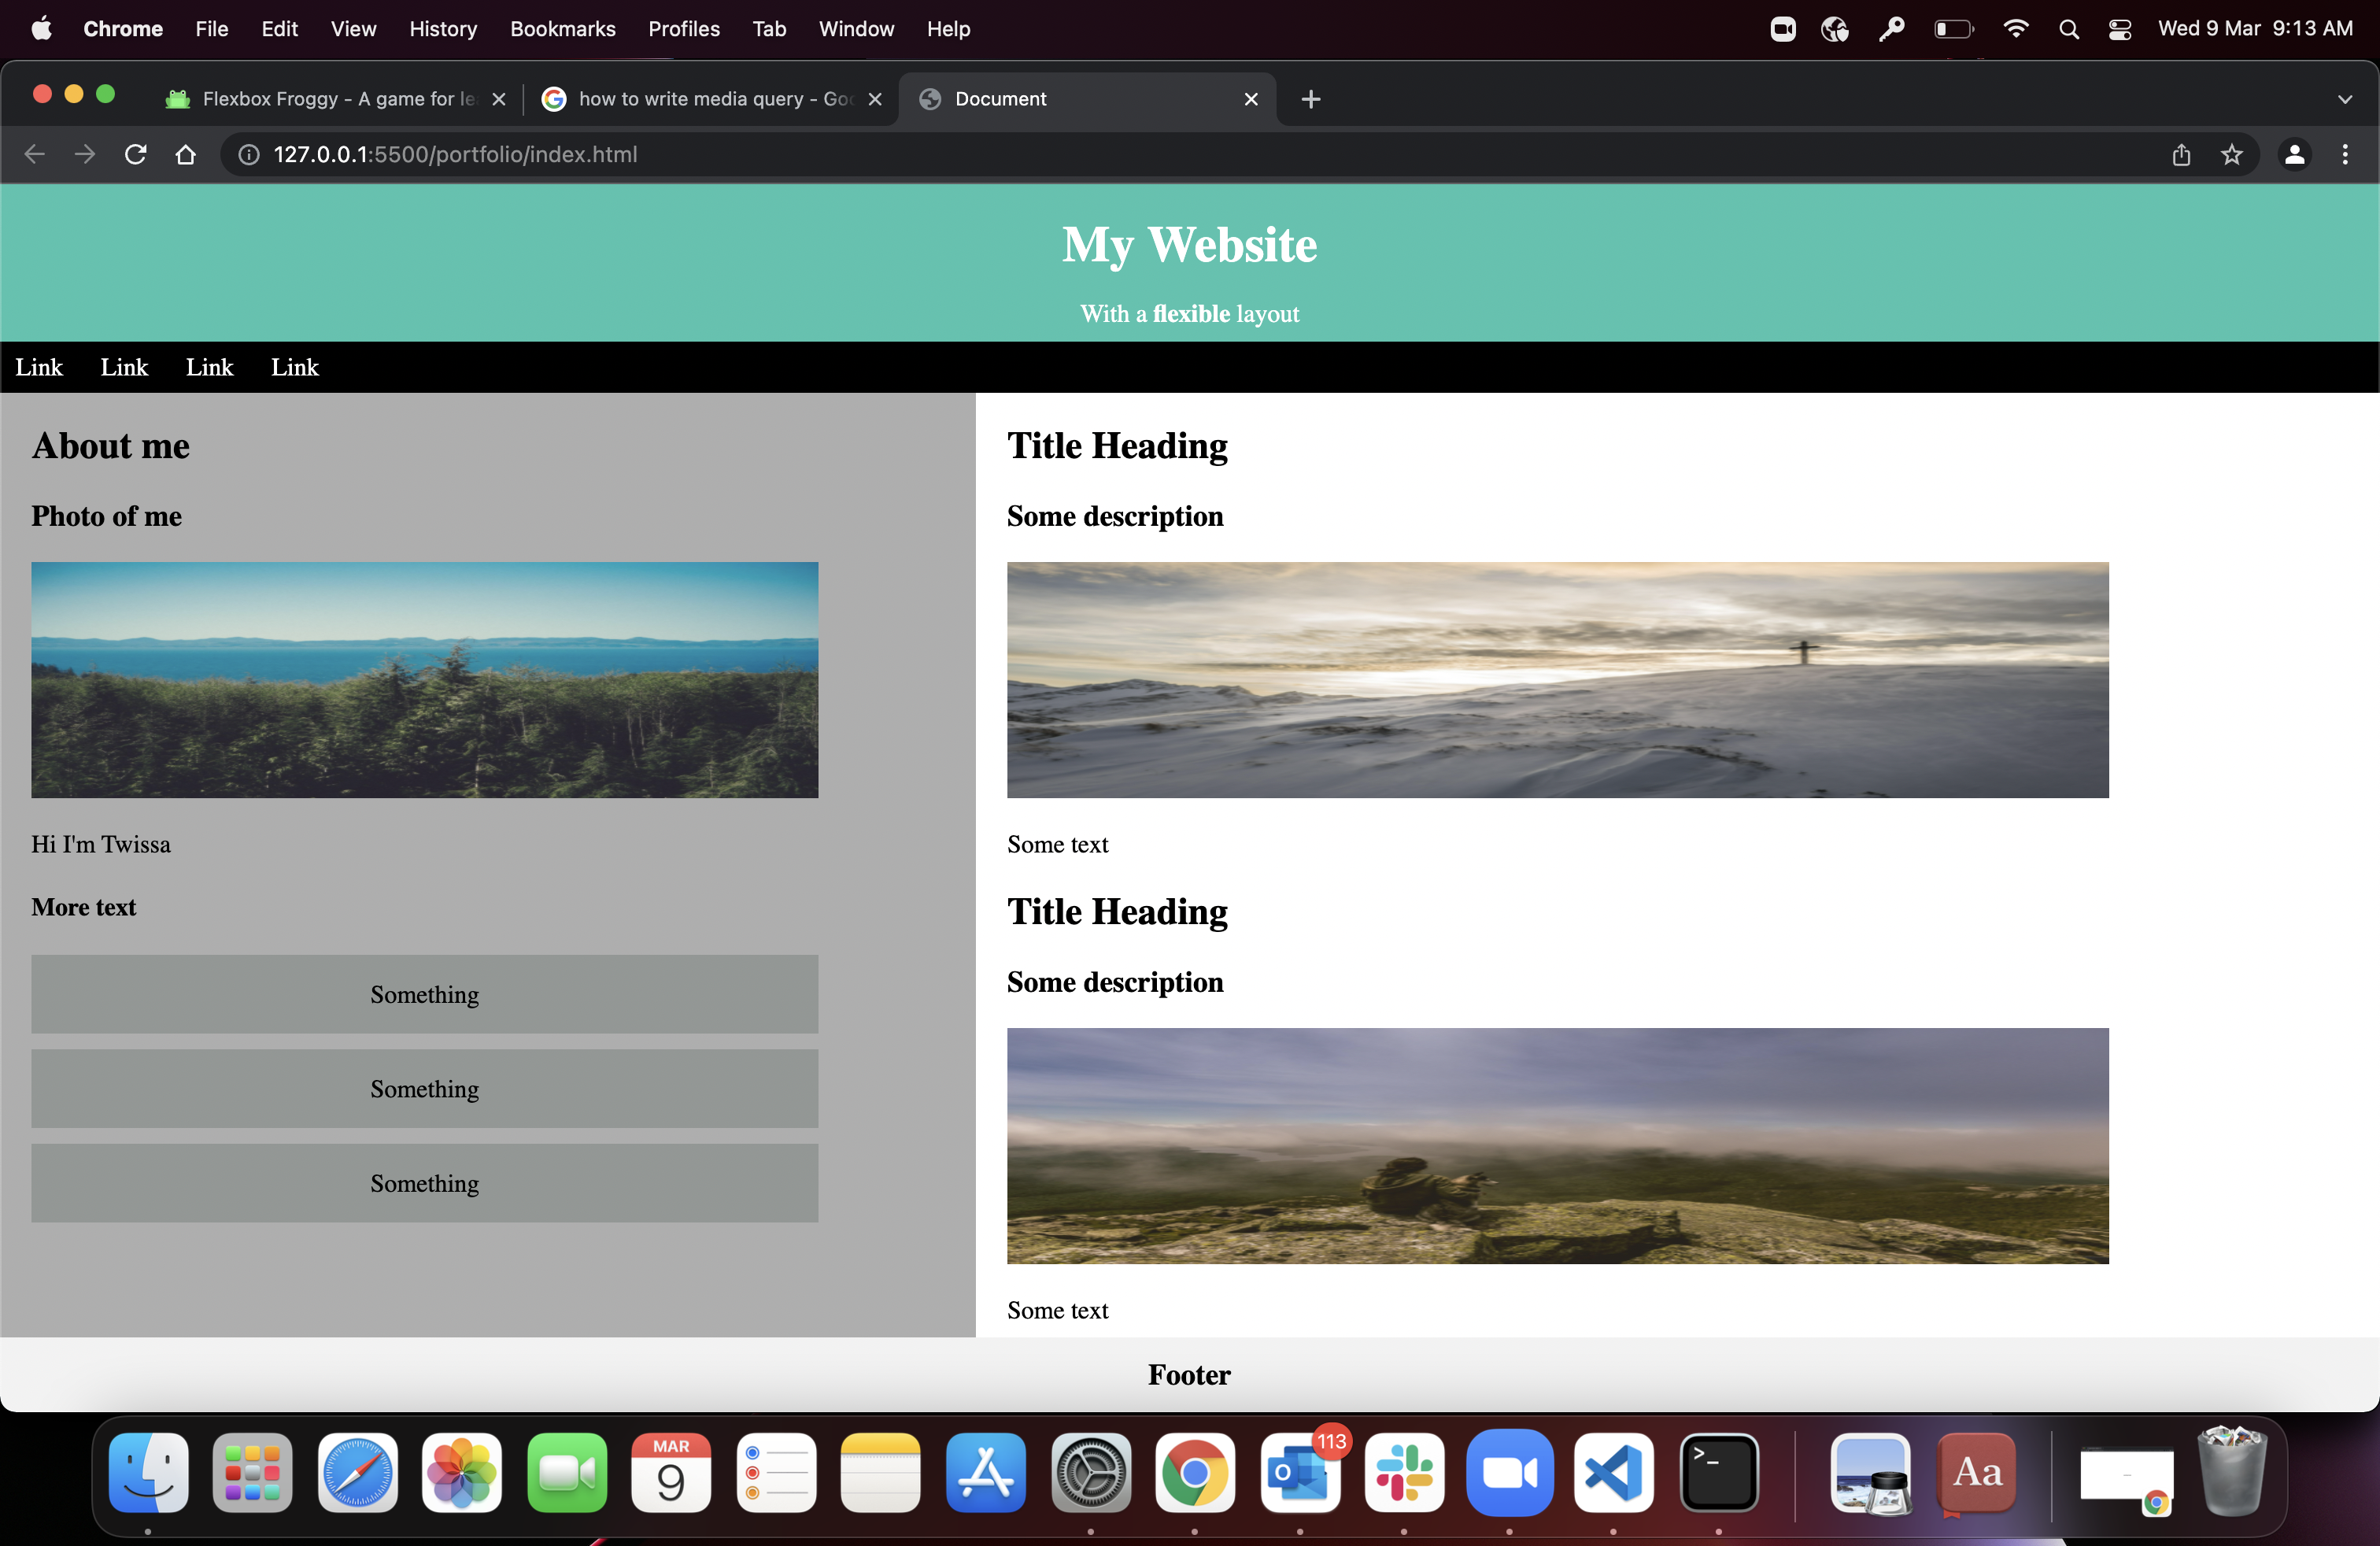 Chrome File Edit View History Bookmarks Profiles Tab Window Help Wed 9 Mar 9:13 AM
Flexbox Froggy - A game for le how to write media query - Goo Document
127.0.0.1:5500/portfolio/index.html
My Website
With a flexible layout
Link Link Link Link
About me
Photo of me
Hi I'm Twissa
More text
Something
Something
Something
Title Heading
Some description
Some text
Title Heading
Some description
Some text
Footer
MAR
9
113
O
>_
Aa